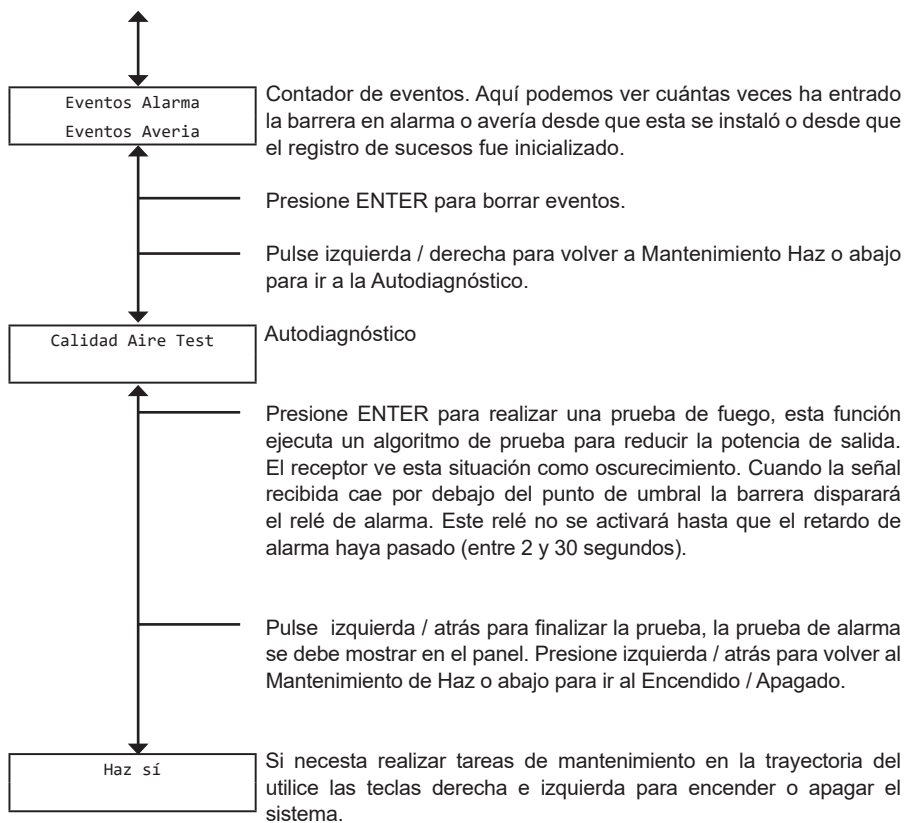 Eventos Alarma
Eventos Averia
Contador de eventos. Aquí podemos ver cuántas veces ha entrado
la barrera en alarma o avería desde que esta se instaló o desde que
el registro de sucesos fue inicializado.
Presione ENTER para borrar eventos.
Pulse izquierda / derecha para volver a Mantenimiento Haz o abajo
para ir a la Autodiagnóstico.
Calidad Aire Test
Autodiagnóstico
Presione ENTER para realizar una prueba de fuego, esta función
ejecuta un algoritmo de prueba para reducir la potencia de salida.
El receptor ve esta situación como oscurecimiento. Cuando la señal
recibida cae por debajo del punto de umbral la barrera disparará
el relé de alarma. Este relé no se activará hasta que el retardo de
alarma haya pasado (entre 2 y 30 segundos).
Pulse izquierda / atrás para finalizar la prueba, la prueba de alarma
se debe mostrar en el panel. Presione izquierda / atrás para volver al
Mantenimiento de Haz o abajo para ir al Encendido / Apagado.
Haz sí
Si necesta realizar tareas de mantenimiento en la trayectoria del
utilice las teclas derecha e izquierda para encender o apagar el
sistema.